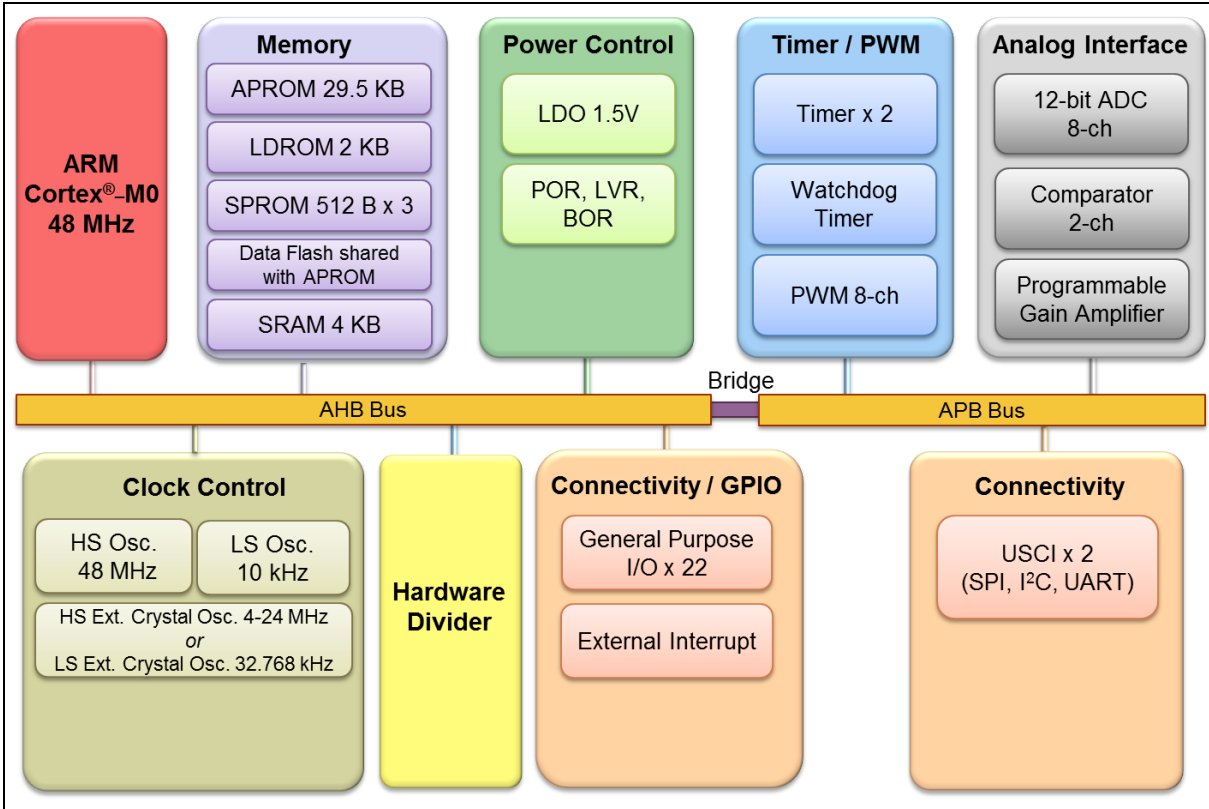 ARM
Cortex®–M0
48 MHz
Memory
APROM 29.5 KB
LDROM 2 KB
SPROM 512 B x 3
Data Flash shared
with APROM
SRAM 4 KB
Power Control
LDO 1.5V
POR, LVR,
BOR
Timer / PWM
Timer x 2
Watchdog
Timer
PWM 8-ch
Analog Interface
12-bit ADC
8-ch
Comparator
2-ch
Programmable
Gain Amplifier
AHB Bus
Bridge
APB Bus
Clock Control
HS Osc.
48 MHz
LS Osc.
10 kHz
HS Ext. Crystal Osc. 4-24 MHz
or
LS Ext. Crystal Osc. 32.768 kHz
Hardware
Divider
Connectivity / GPIO
General Purpose
I/O x 22
External Interrupt
Connectivity
USCI x 2
(SPI, I²C, UART)